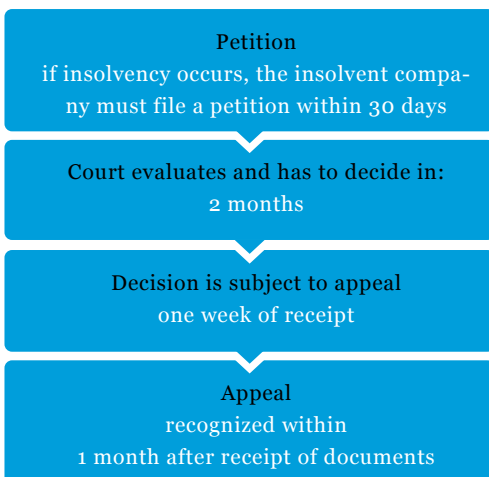 Petition
if insolvency occurs, the insolvent compa-
ny must file a petition within 30 days
Court evaluates and has to decide in:
2 months
Decision is subject to appeal
one week of receipt
Appeal
recognized within
1 month after receipt of documents